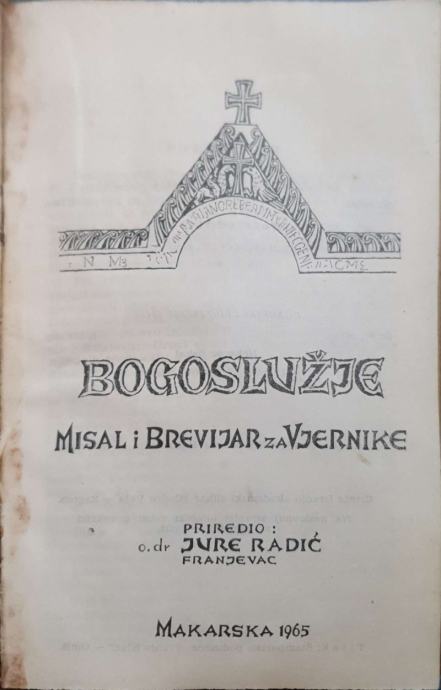 BOGOSLUŽJE
MISAL i BREVIJAR ZA VJERNIKE
PRIREDIO :
o. dr JURE RADIĆ
FRANJEVAC
MAKARSKA 1965